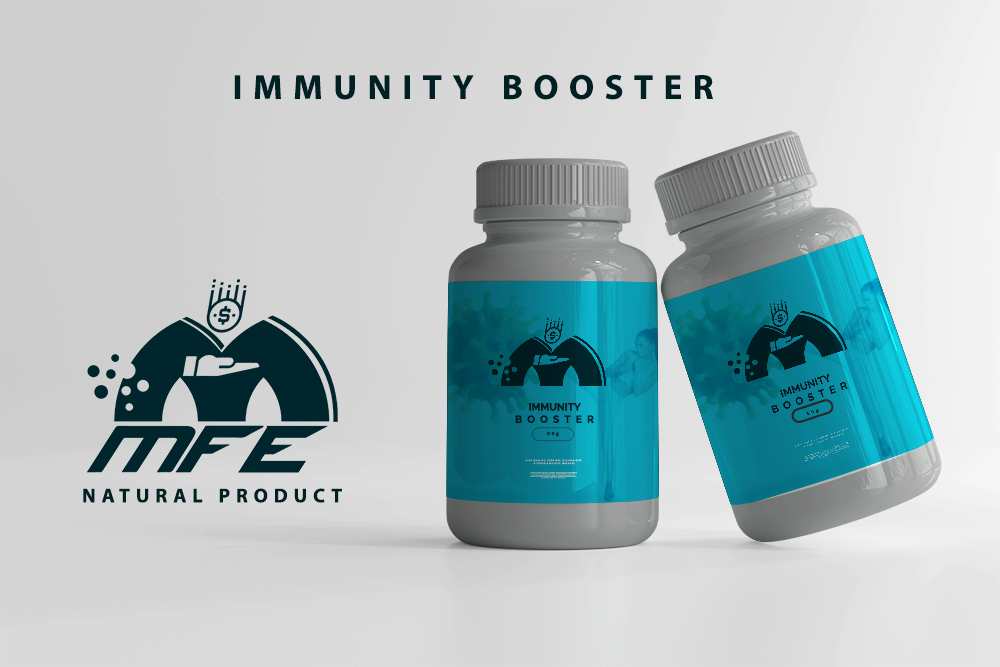 IMMUNITY BOOSTER
$
MFE
NATURAL PRODUCT
$
IMMUNITY
BOOSTER
$
IMMUNITY
BOOSTER